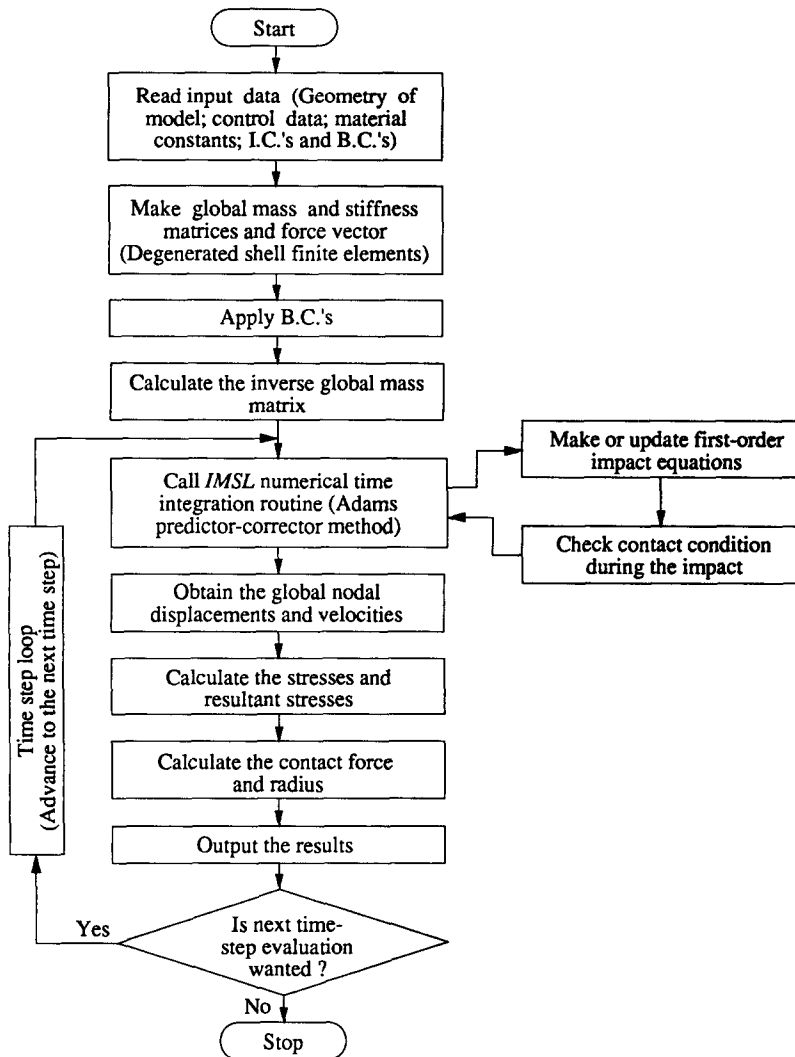 Start
Read input data (Geometry of
model; control data; material
constants; I.C.'s and B.C.'s)
Make global mass and stiffness
matrices and force vector
(Degenerated shell finite elements)
Apply B.C.'s
Calculate the inverse global mass
matrix
Call IMSL numerical time
integration routine (Adams
predictor-corrector method)
Make or update first-order
impact equations
Check contact condition
during the impact
Obtain the global nodal
displacements and velocities
Calculate the stresses and
resultant stresses
Calculate the contact force
and radius
Output the results
Time step loop
(Advance to the next time step)
Is next time-
step evaluation
wanted ?
Yes
No
Stop